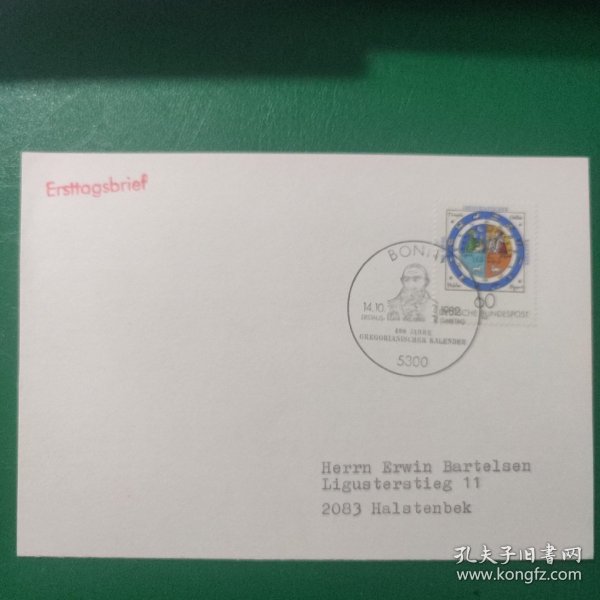 Ersttagsbrief
BONN
14.10. 1982
400 JAHRE
GREGORIANISCHER KALENDER
5300
60
DEUTSCHE BUNDESPOST
Herrn Erwin Bartelsen
Ligusterstieg 11
2083 Halstenbek
孔夫子旧书网
www.kongfz.com